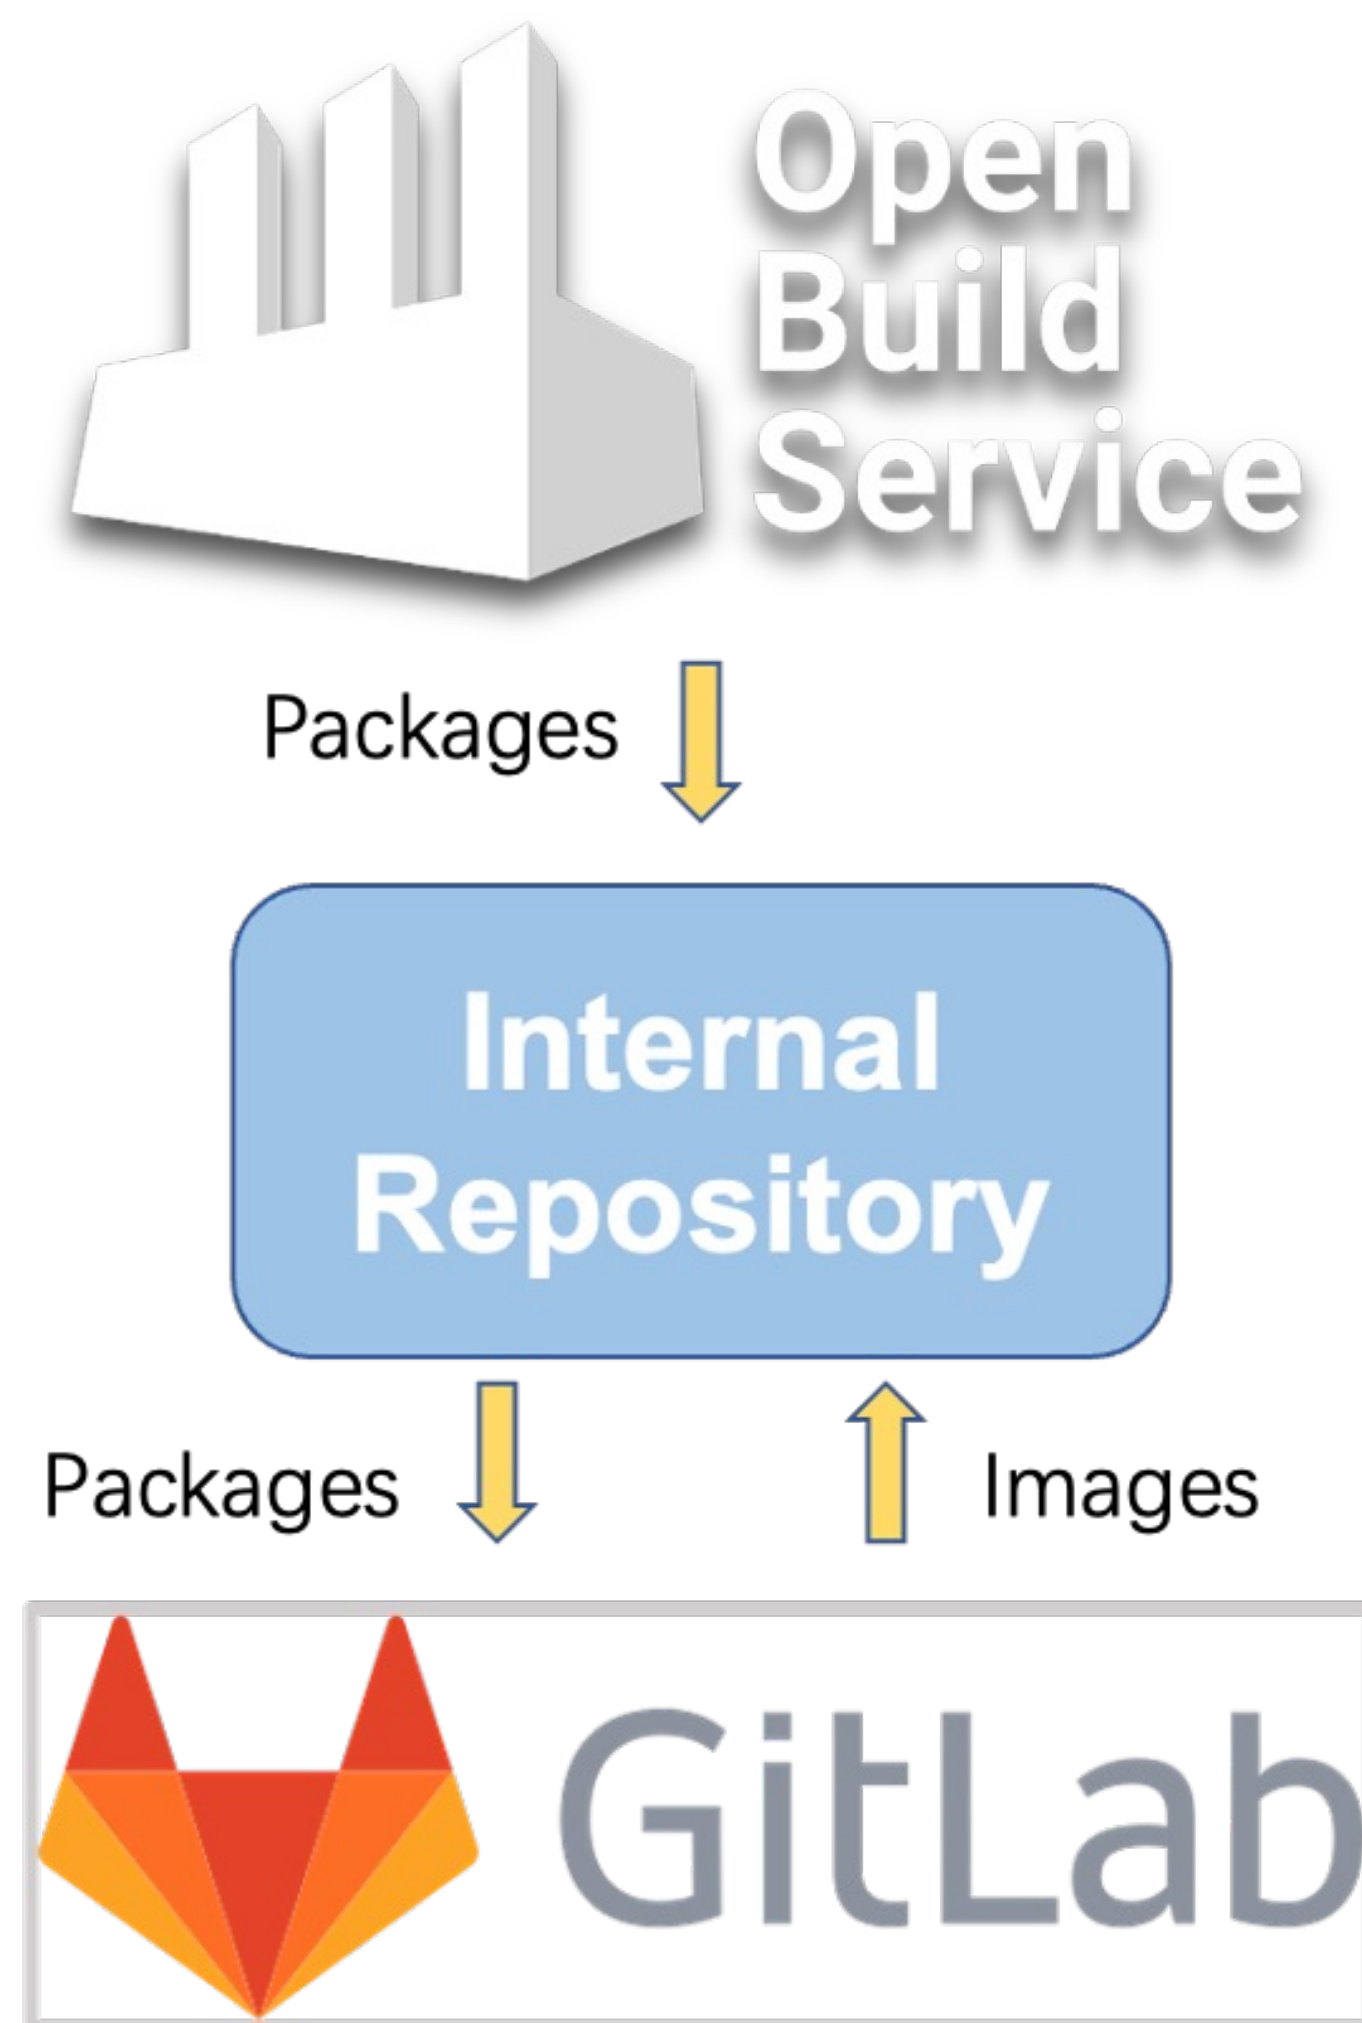 Open
Build
Service
Packages
Internal
Repository
Packages
Images
GitLab